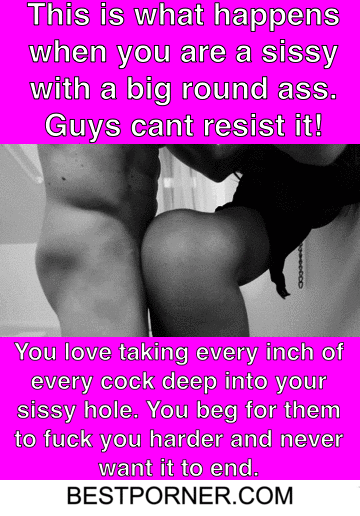 This is what happens
when you are a sissy
with a big round ass.
Guys cant resist it!
You love taking every inch of
every cock deep into your
sissy hole. You beg for them
to fuck you harder and never
want it to end.
BESTPORNER.COM